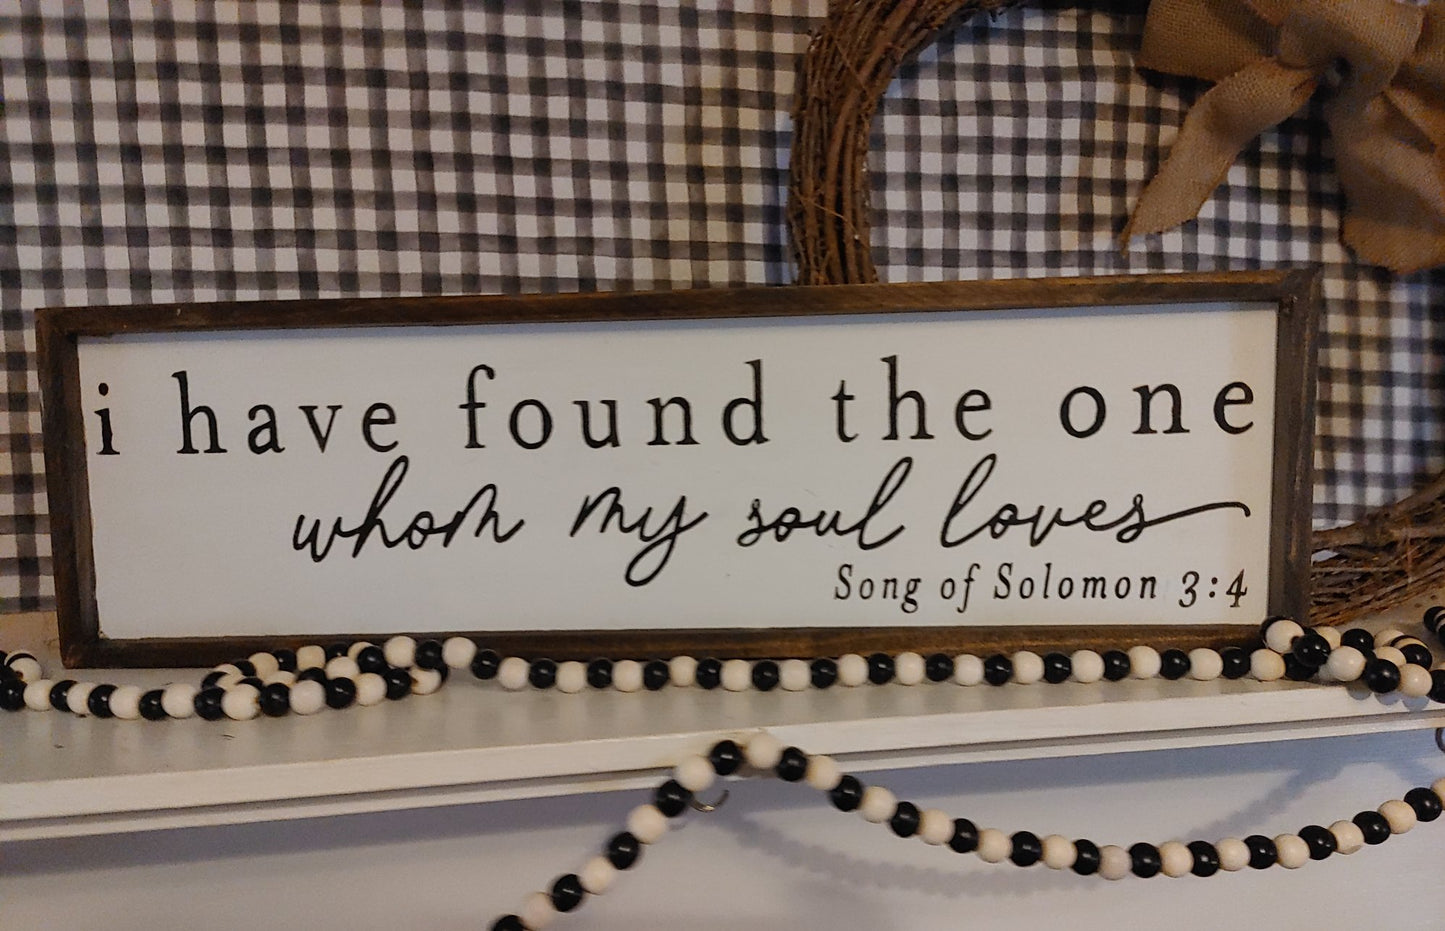 i have found the one
whom my soul loves
Song of Solomon 3:4